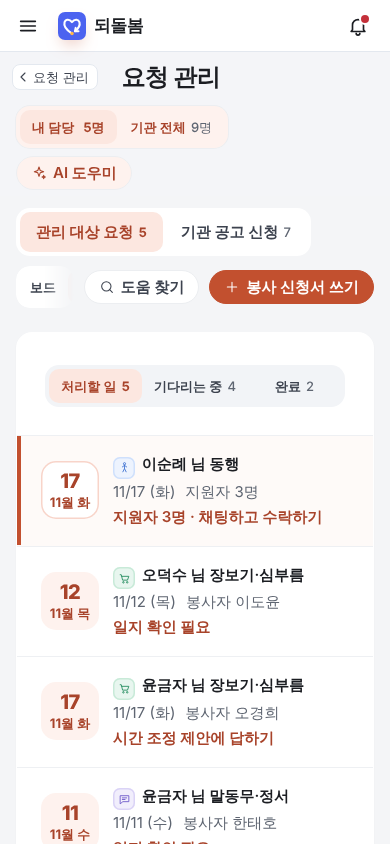 되돌봄
요청 관리
요청 관리
내 담당 5명 기관 전체 9명
AI 도우미
관리 대상 요청 5 기관 공고 신청 7
보드 도움 찾기 봉사 신청서 쓰기
처리할 일 5 기다리는 중 4 완료 2
17
11월 화
이순례 님 동행
11/17 (화) 지원자 3명
지원자 3명 · 채팅하고 수락하기
12
11월 목
오덕수 님 장보기·심부름
11/12 (목) 봉사자 이도윤
일지 확인 필요
17
11월 화
윤금자 님 장보기·심부름
11/17 (화) 봉사자 오경희
시간 조정 제안에 답하기
11
11월 수
윤금자 님 말동무·정서
11/11 (수) 봉사자 한태호